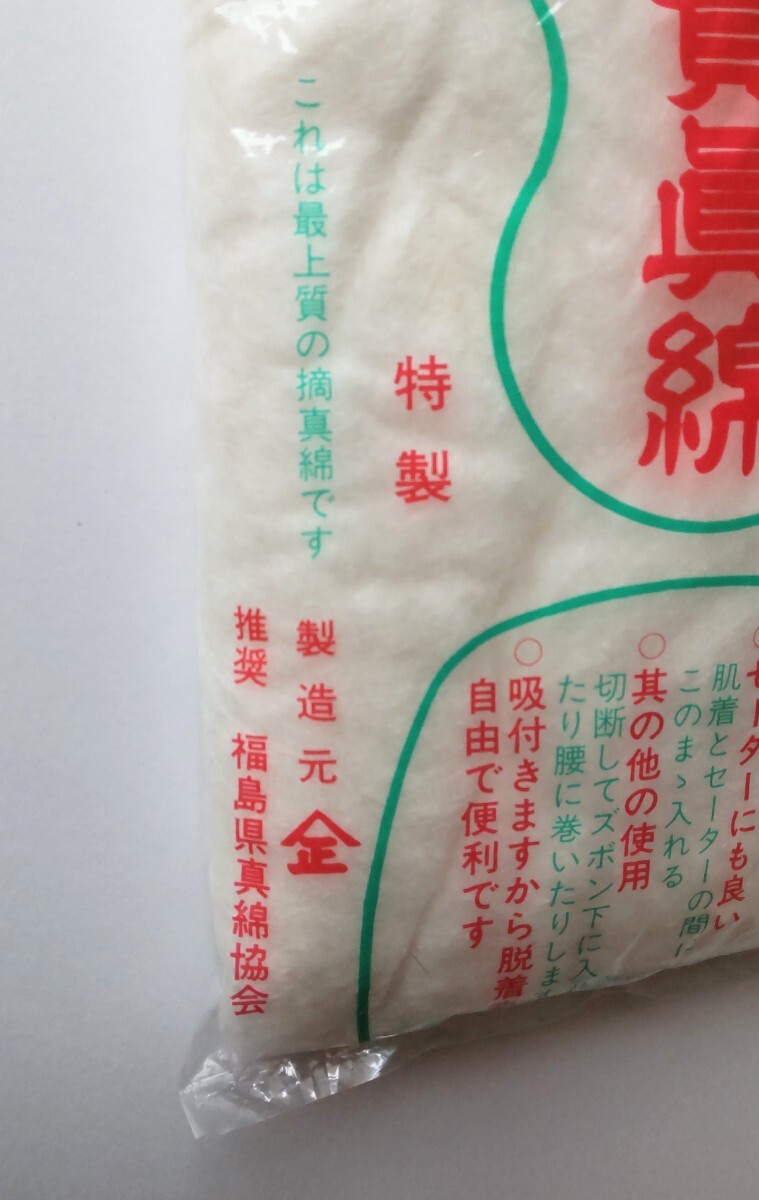 眞綿
セーターにも良い
肌着とセーターの間に
このまゝ入れる
○其の他の使用
切断してズボン下に入
たり腰に巻いたりしま
○吸付きますから脱着
自由で便利です
特製
これは最上質の摘真綿です
製造元
正
推奨 福島県真綿協会